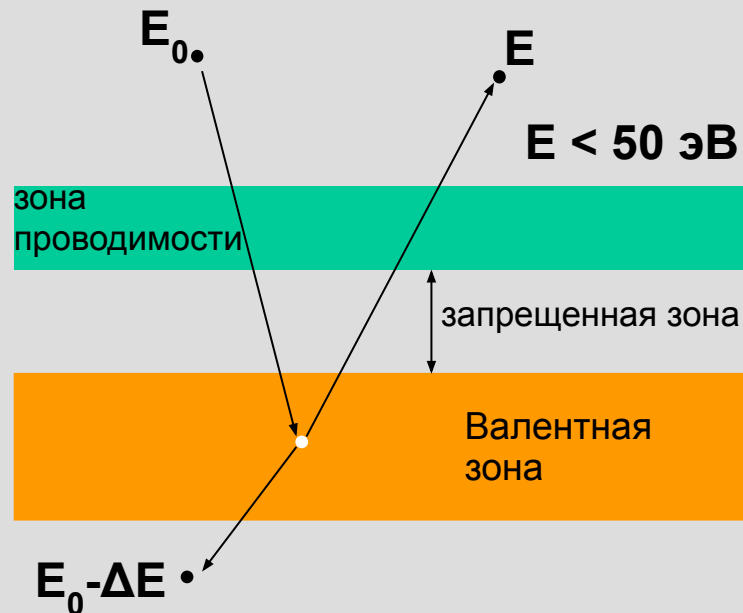 E₀
E
E < 50 эВ
зона
проводимости
запрещенная зона
Валентная
зона
E₀-ΔE